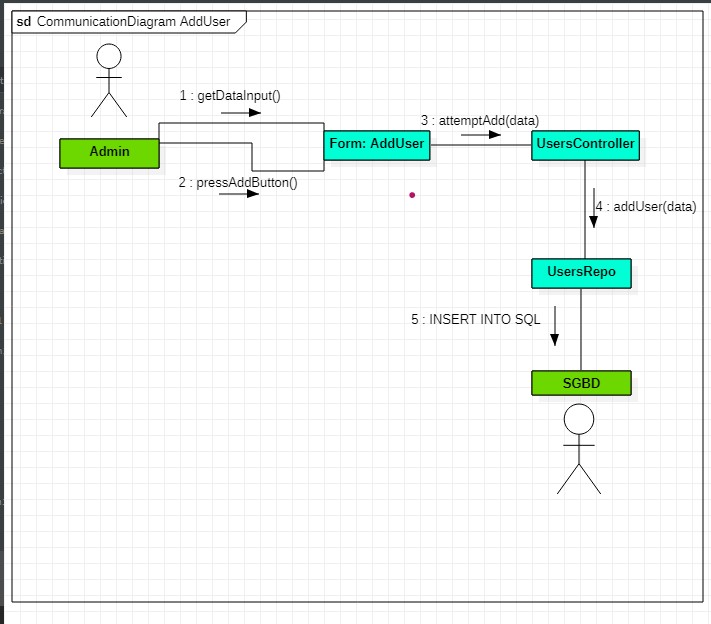 sd CommunicationDiagram AddUser
1 : getDataInput()
3 : attemptAdd(data)
Admin
Form: AddUser
UsersController
2 : pressAddButton()
4 : addUser(data)
UsersRepo
5 : INSERT INTO SQL
SGBD